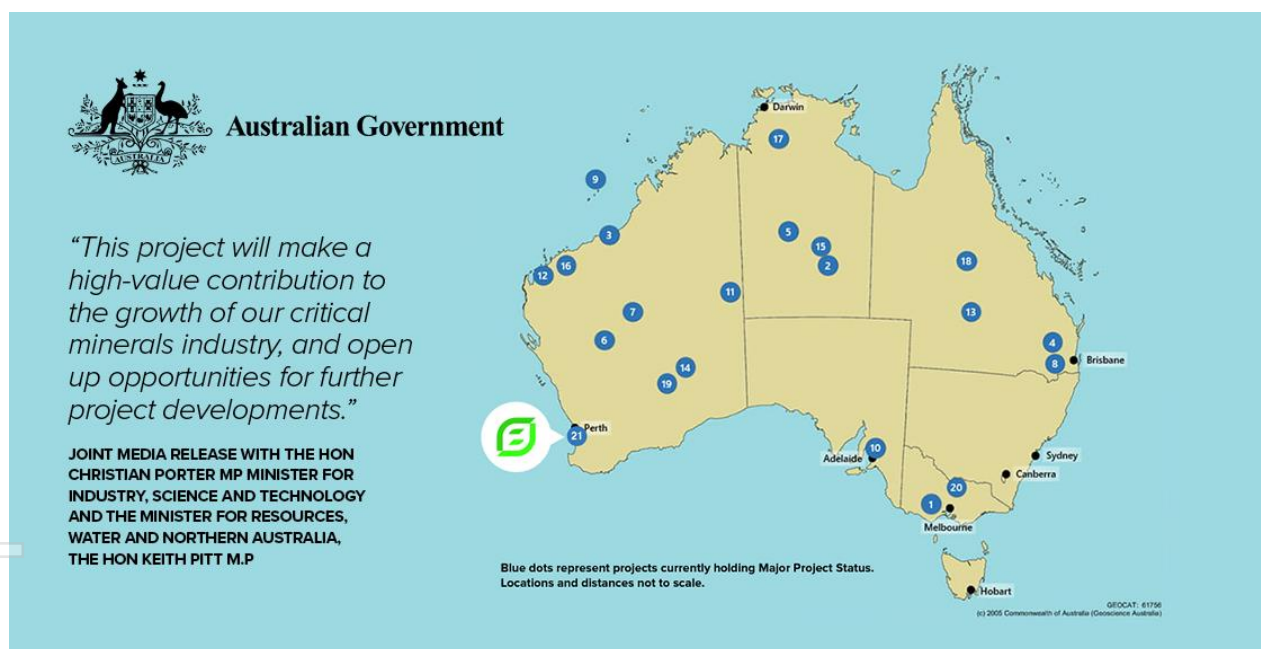 AUSTRALIA
Australian Government
“This project will make a
high-value contribution to
the growth of our critical
minerals industry, and open
up opportunities for further
project developments.”
JOINT MEDIA RELEASE WITH THE HON
CHRISTIAN PORTER MP MINISTER FOR
INDUSTRY, SCIENCE AND TECHNOLOGY
AND THE MINISTER FOR RESOURCES,
WATER AND NORTHERN AUSTRALIA,
THE HON KEITH PITT M.P
Darwin
17
9
3
5
15
2
16
12
18
11
7
13
6
4
Brisbane
8
14
19
Perth
21
10
Adelaide
Sydney
Canberra
20
1
Melbourne
Hobart
Blue dots represent projects currently holding Major Project Status.
Locations and distances not to scale.
GEOCAT: 61756
(c) 2005 Commonwealth of Australia (Geoscience Australia)